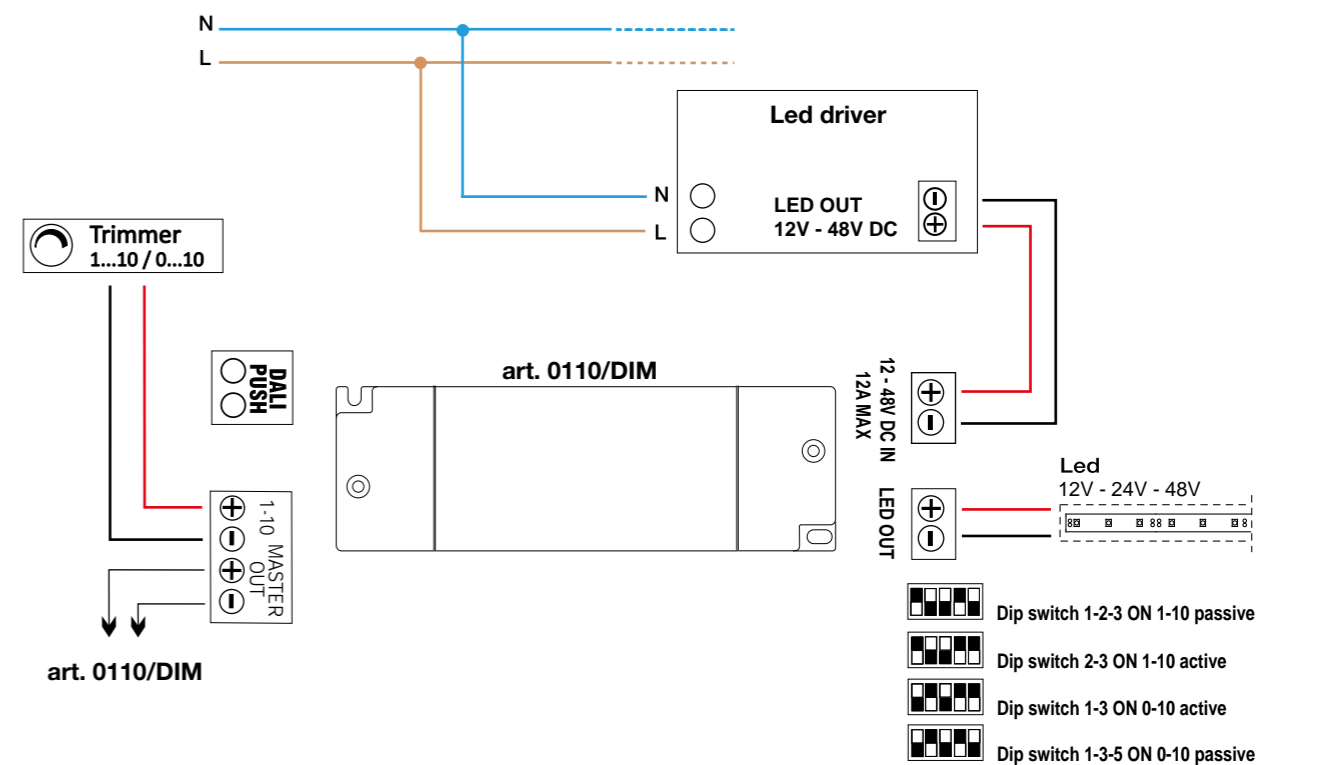 N
L
Led driver
N
L
LED OUT
12V - 48V DC
Trimmer
1...10 / 0...10
DALI
PUSH
art. 0110/DIM
12 - 48V DC IN
12A MAX
1-10
MASTER
OUT
LED OUT
Led
12V - 24V - 48V
art. 0110/DIM
Dip switch 1-2-3 ON 1-10 passive
Dip switch 2-3 ON 1-10 active
Dip switch 1-3 ON 0-10 active
Dip switch 1-3-5 ON 0-10 passive